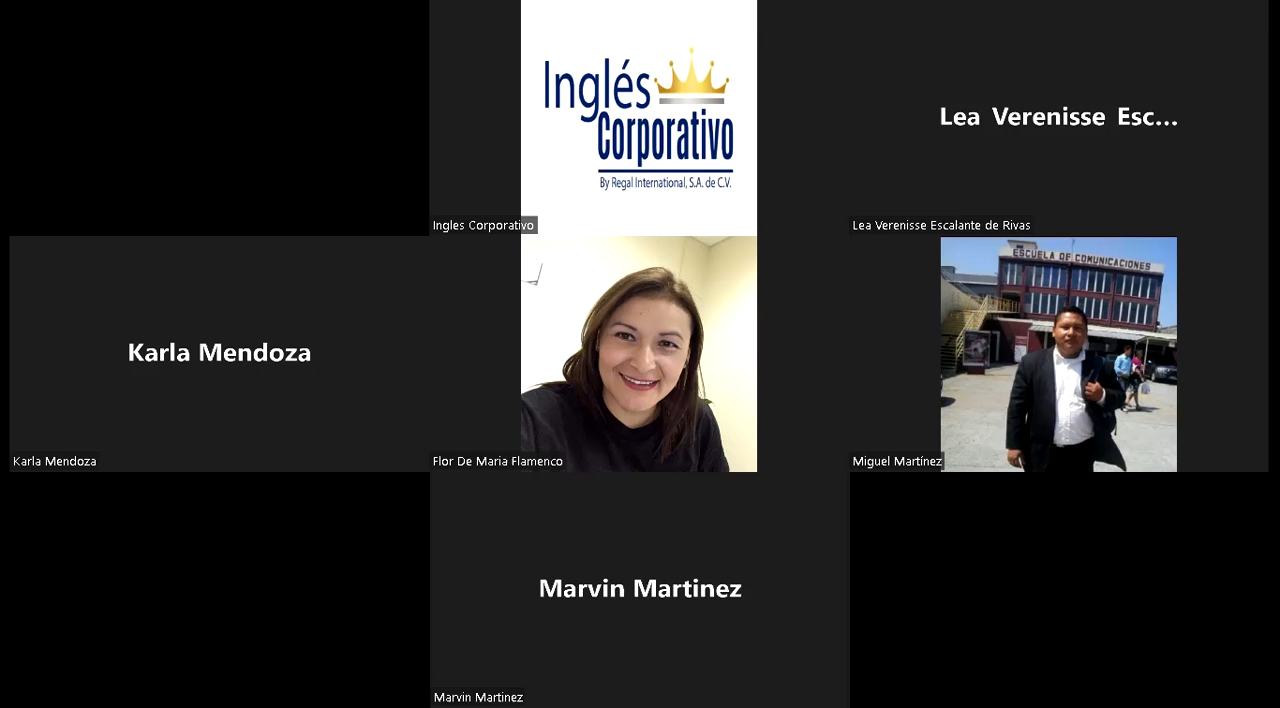 Inglés
Corporativo
By Regal International, S.A. de C.V.
Ingles Corporativo
Lea Verenisse Esc...
Lea Verenisse Escalante de Rivas
Karla Mendoza
Karla Mendoza
Flor De Maria Flamenco
ESCUELA DE COMUNICACIONES
Miguel Martínez
Marvin Martinez
Marvin Martinez